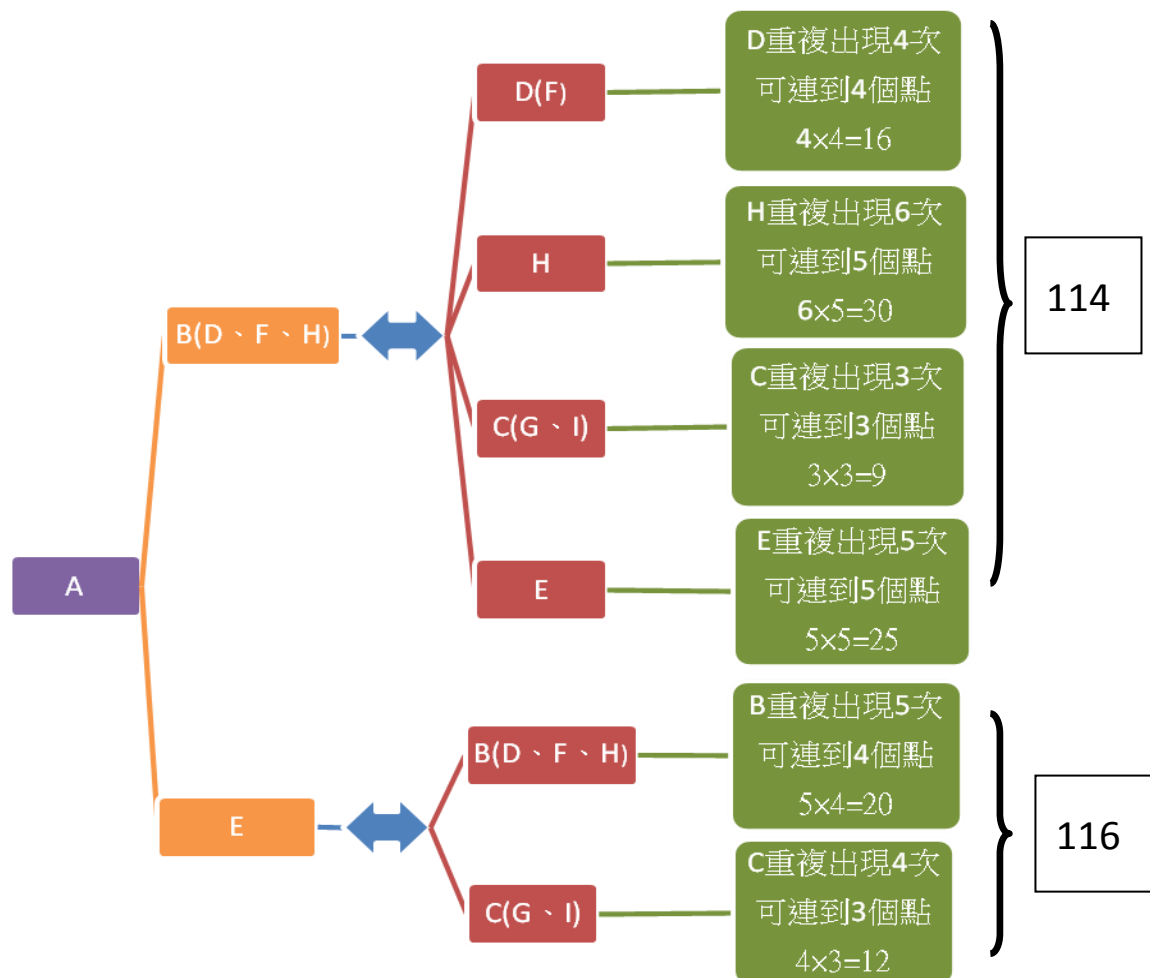 A
B(D、F、H)
E
D(F)
H
C(G、I)
E
B(D、F、H)
C(G、I)
D重複出現4次
可連到4個點
4×4=16
H重複出現6次
可連到5個點
6×5=30
C重複出現3次
可連到3個點
3×3=9
E重複出現5次
可連到5個點
5×5=25
B重複出現5次
可連到4個點
5×4=20
C重複出現4次
可連到3個點
4×3=12
114
116